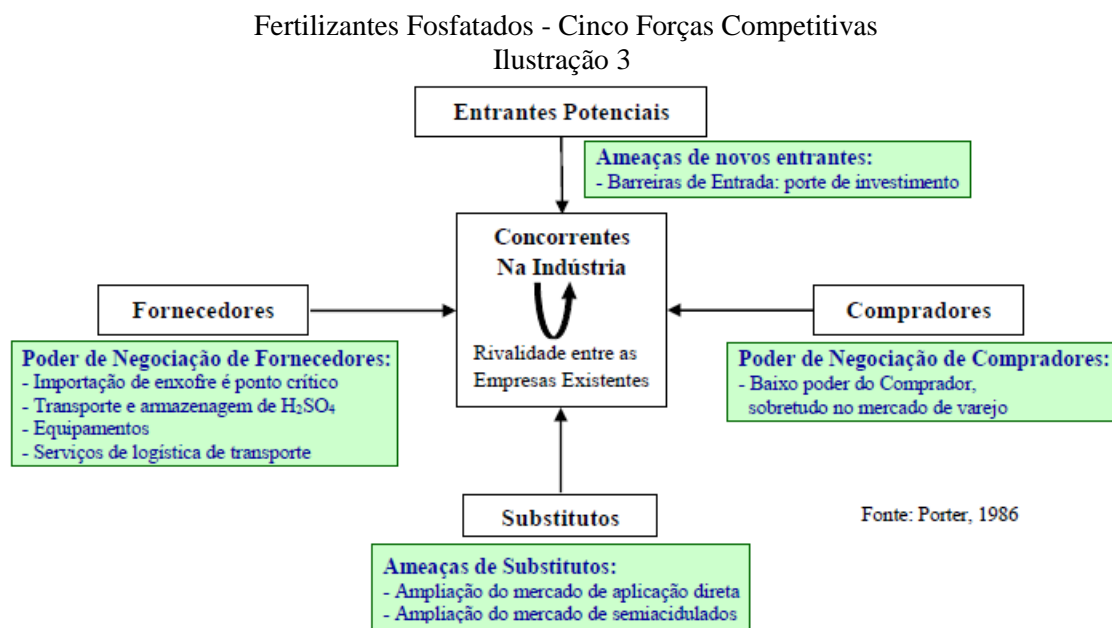 Fertilizantes Fosfatados - Cinco Forças Competitivas
Ilustração 3
Entrantes Potenciais
Ameaças de novos entrantes:
- Barreiras de Entrada: porte de investimento
Concorrentes
Na Indústria
Rivalidade entre as
Empresas Existentes
Fornecedores
Poder de Negociação de Fornecedores:
- Importação de enxofre é ponto crítico
- Transporte e armazenagem de H₂SO₄
- Equipamentos
- Serviços de logística de transporte
Compradores
Poder de Negociação de Compradores:
- Baixo poder do Comprador,
sobretudo no mercado de varejo
Substitutos
Ameaças de Substitutos:
- Ampliação do mercado de aplicação direta
- Ampliação do mercado de semiacidulados
Fonte: Porter, 1986